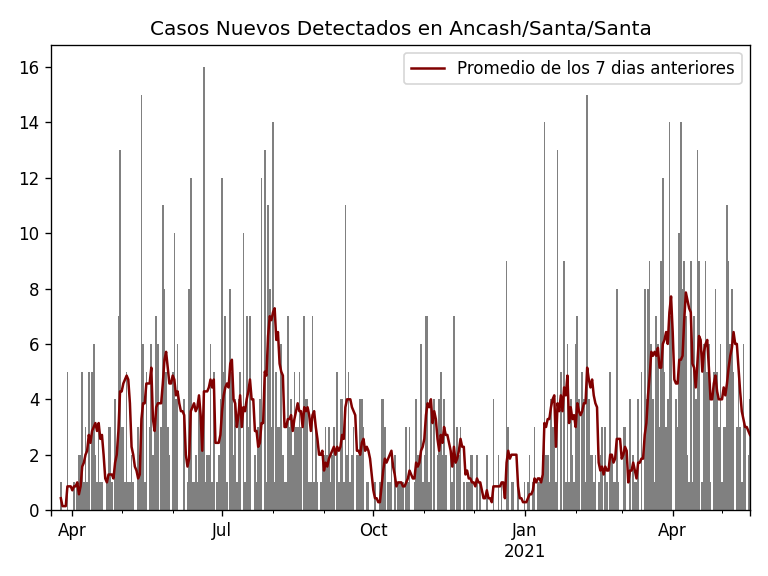 Casos Nuevos Detectados en Ancash/Santa/Santa
Promedio de los 7 dias anteriores
16
14
12
10
8
6
4
2
0
Apr
Jul
Oct
Jan
Apr
2021